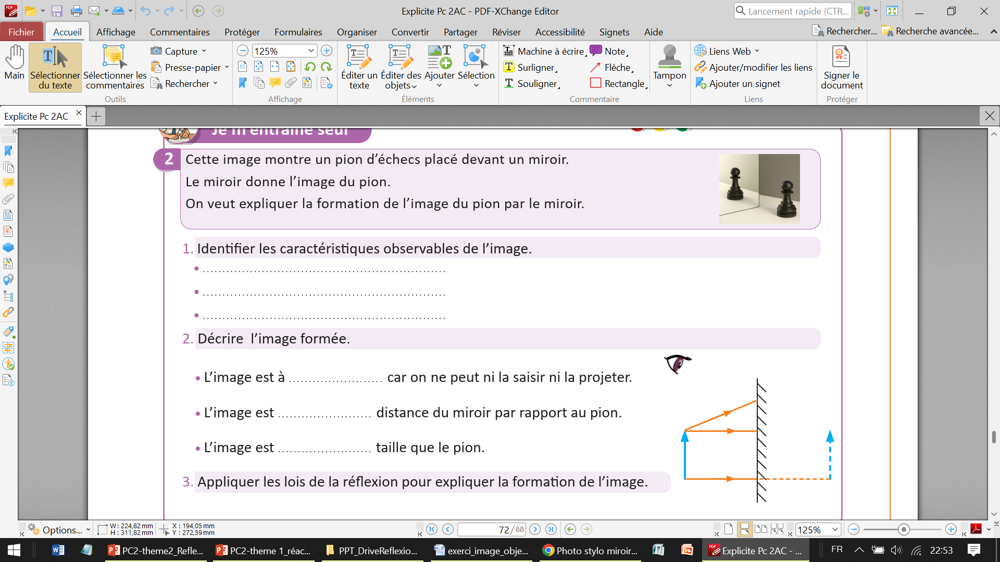 Explicite Pc 2AC - PDF-XChange Editor
Lancement rapide (CTR...
Fichier Accueil Affichage Commentaires Protéger Formulaires Organiser Convertir Partager Réviser Accessibilité Signets Aide
Rechercher... Recherche avancée...
Main
Sélectionner du texte
Sélectionner les commentaires
Capture
Presse-papier
Rechercher
Outils
125%
Affichage
Éditer un texte
Éditer des objets
Ajouter
Sélection
Éléments
Machine à écrire
Surligner
Souligner
Note
Flèche
Rectangle
Commentaire
Tampon
Liens Web
Ajouter/modifier les liens
Ajouter un signet
Liens
Signer le document
Protéger
Explicite Pc 2AC
Je m'entraîne seul
2
Cette image montre un pion d’échecs placé devant un miroir.
Le miroir donne l’image du pion.
On veut expliquer la formation de l’image du pion par le miroir.
1. Identifier les caractéristiques observables de l’image.
• ..............................................................
• ..............................................................
• ..............................................................
2. Décrire l’image formée.
• L’image est à ........................ car on ne peut ni la saisir ni la projeter.
• L’image est ........................ distance du miroir par rapport au pion.
• L’image est ........................ taille que le pion.
3. Appliquer les lois de la réflexion pour expliquer la formation de l’image.
Options...
W : 224,82 mm
H : 311,82 mm
X : 194,05 mm
Y : 272,59 mm
72 / 88
125%
PC2-theme2_Refle...
PC2-theme 1_réac...
PPT_DriveReflexio...
exerci_image_obje...
Photo stylo miroir...
Explicite Pc 2AC - ...
FR
22:53